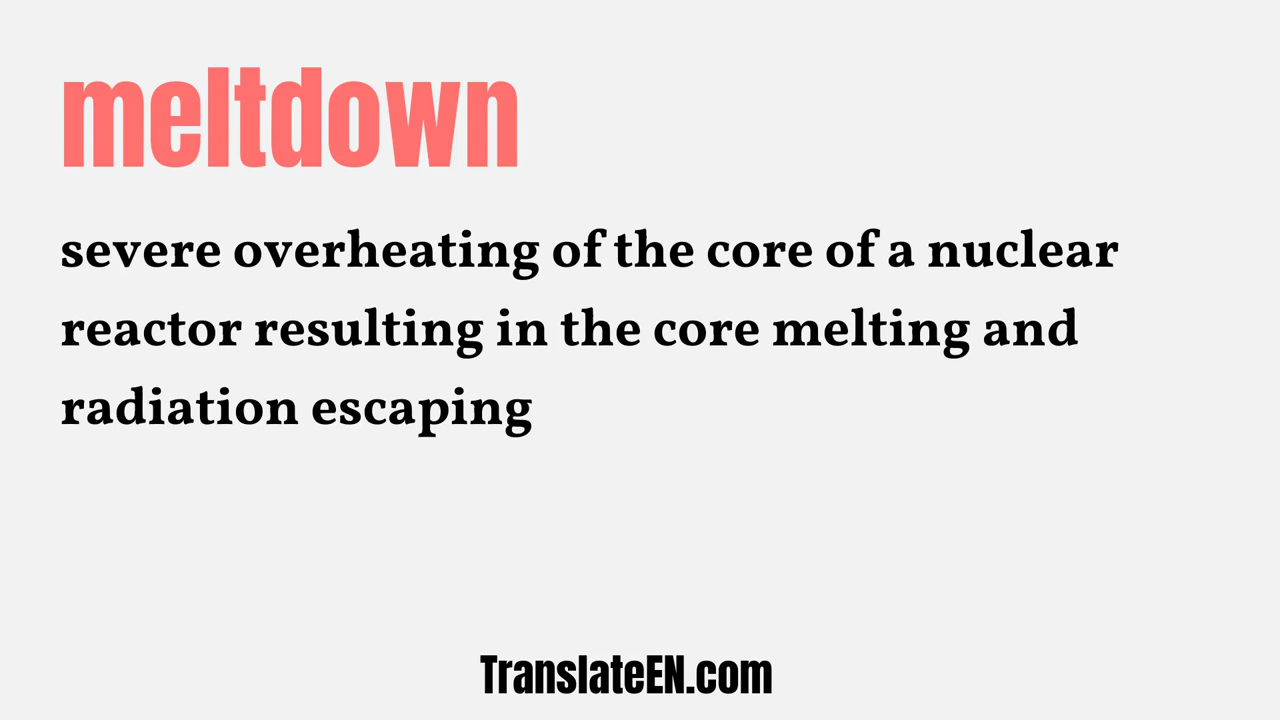 meltdown
severe overheating of the core of a nuclear
reactor resulting in the core melting and
radiation escaping
TranslateEN.com